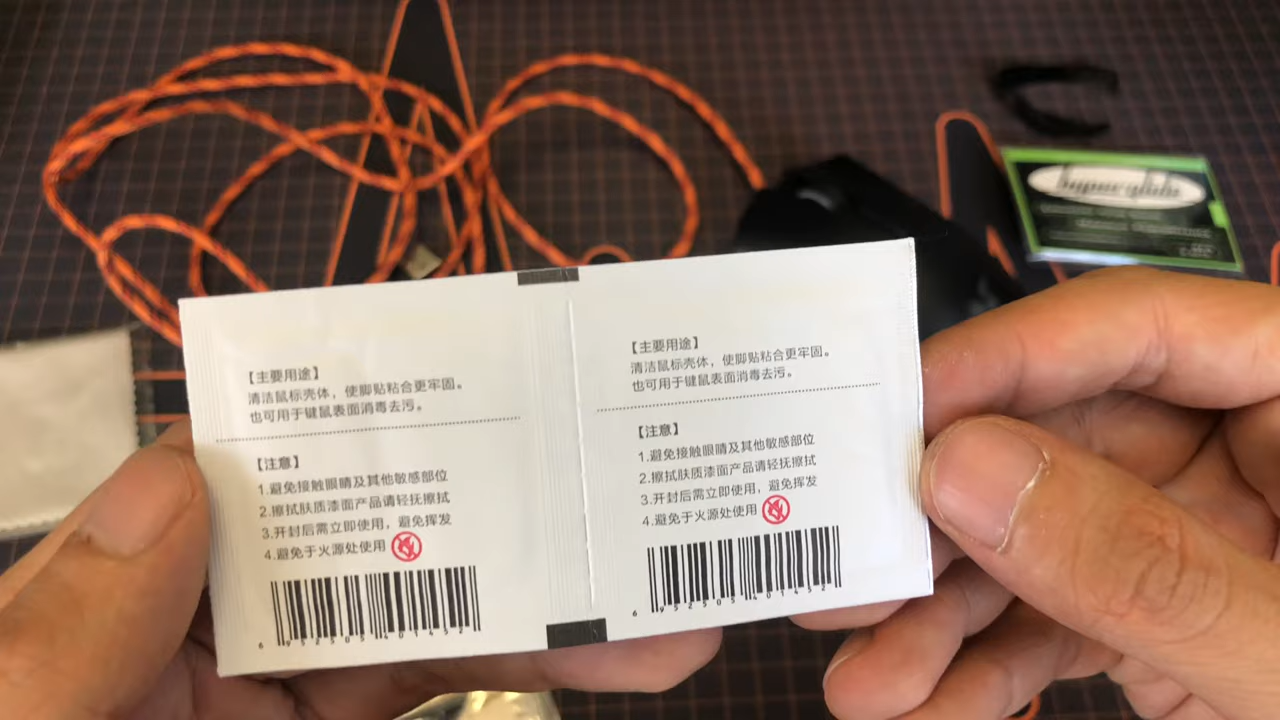 【主要用途】
清洁鼠标壳体，使脚贴粘合更牢固。
也可用于键鼠表面消毒去污。
【注意】
1.避免接触眼睛及其他敏感部位
2.擦拭肤质漆面产品请轻抚擦拭
3.开封后需立即使用，避免挥发
4.避免于火源处使用
6 952505 401452
【主要用途】
清洁鼠标壳体，使脚贴粘合更牢固。
也可用于键鼠表面消毒去污。
【注意】
1.避免接触眼睛及其他敏感部位
2.擦拭肤质漆面产品请轻抚擦拭
3.开封后需立即使用，避免挥发
4.避免于火源处使用
6 952505 401452
hyperglide